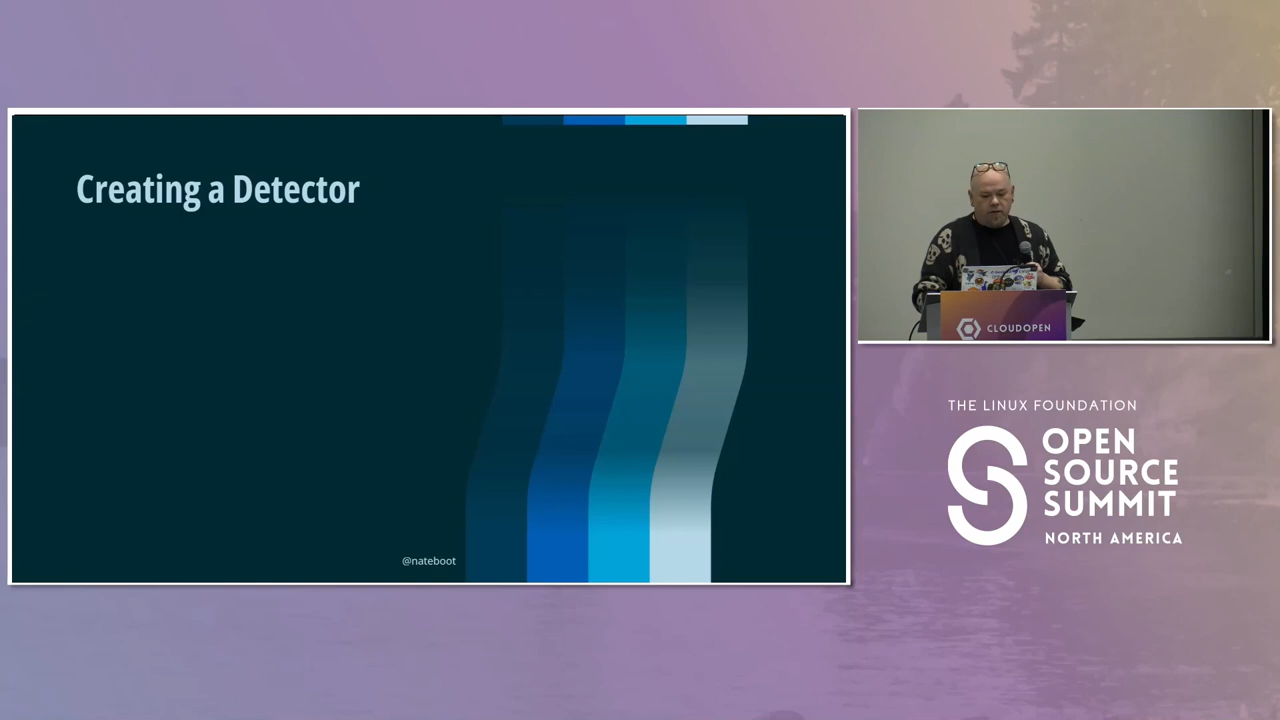 Creating a Detector
@nateboot
CLOUDOPEN
THE LINUX FOUNDATION
OPEN
SOURCE
SUMMIT
NORTH AMERICA